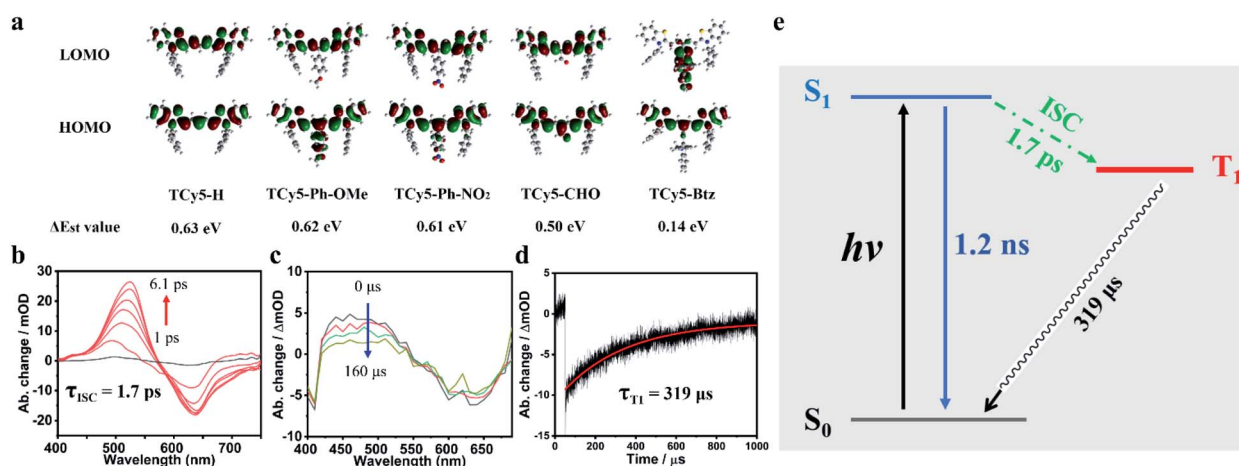 a
LOMO
HOMO
TCy5-H TCy5-Ph-OMe TCy5-Ph-NO₂ TCy5-CHO TCy5-Btz
ΔEst value 0.63 eV 0.62 eV 0.61 eV 0.50 eV 0.14 eV
b
Ab. change / mOD
30
20
10
0
-10
-20
6.1 ps
1 ps
τISC = 1.7 ps
400 500 600 700
Wavelength (nm)
c
Ab. change / ΔmOD
10
5
0
-5
-10
0 μs
160 μs
400 450 500 550 600 650
Wavelength (nm)
d
Ab. change / ΔmOD
5
0
-5
-10
-15
τT1 = 319 μs
0 200 400 600 800 1000
Time / μs
e
S₁
ISC
1.7 ps
T₁
hν
1.2 ns
319 μs
S₀